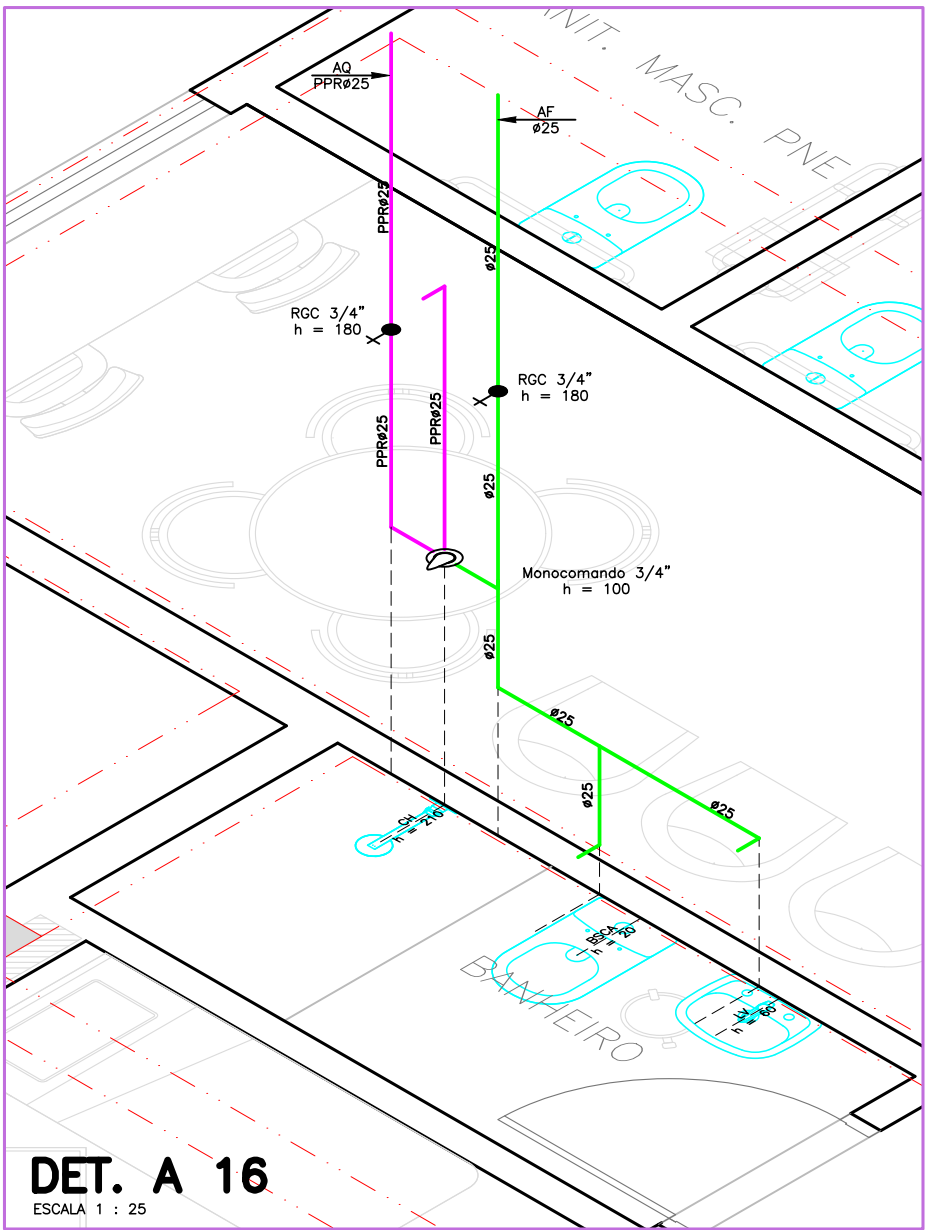 SANIT. MASC. PNE
AQ
PPRø25
AF
ø25
PPRø25
ø25
RGC 3/4"
h = 180
RGC 3/4"
h = 180
PPRø25
PPRø25
ø25
Monocomando 3/4"
h = 100
ø25
ø25
ø25
ø25
CH
h = 210
BSCA
h = 20
BANHEIRO
LV
h = 60
DET. A 16
ESCALA 1 : 25